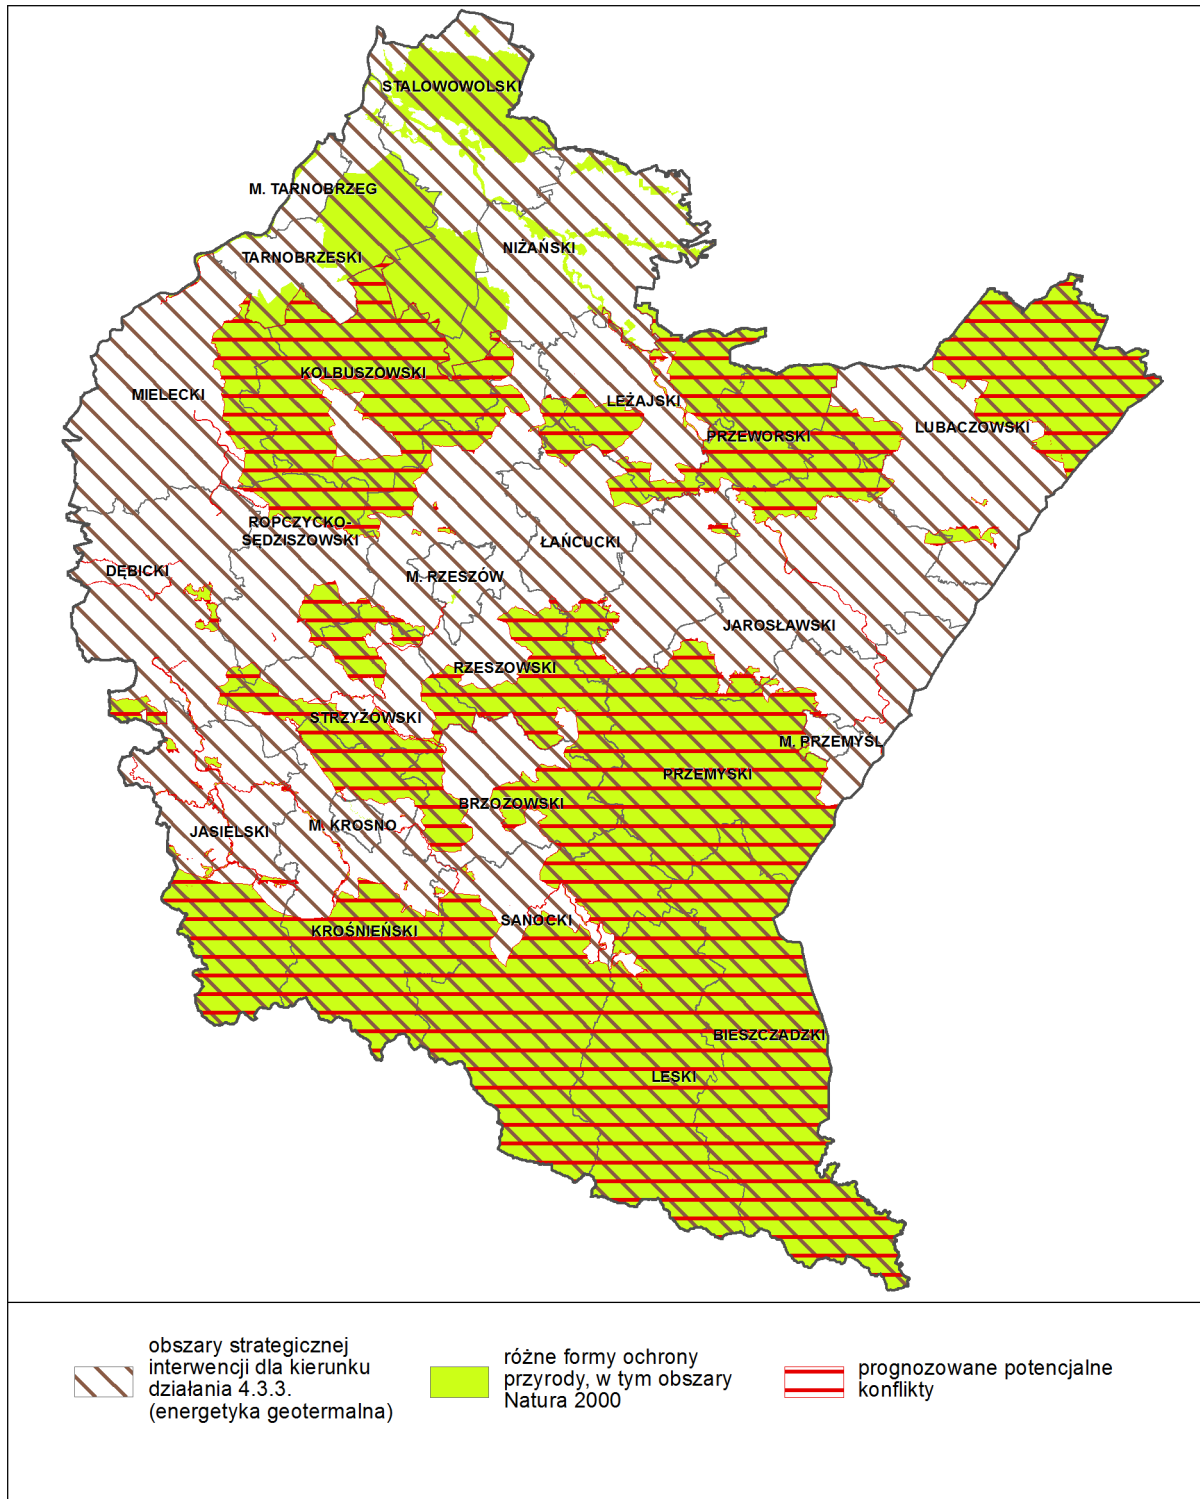 STALOWOWOLSKI
M. TARNOBRZEG
NIŻAŃSKI
TARNOBRZESKI
KOLBUSZOWSKI
MIELECKI
LEŻAJSKI
LUBACZOWSKI
PRZEWORSKI
ROPCZYCKO-
SĘDZISZOWSKI
ŁAŃCUCKI
DĘBICKI
M. RZESZÓW
JAROSŁAWSKI
RZESZOWSKI
STRZYŻOWSKI
M. PRZEMYŚL
PRZEMYSKI
BRZOZOWSKI
M. KROSNO
JASIELSKI
SANOCKI
KROŚNIEŃSKI
BIESZCZADZKI
LESKI
obszary strategicznej
interwencji dla kierunku
działania 4.3.3.
(energetyka geotermalna)
różne formy ochrony
przyrody, w tym obszary
Natura 2000
prognozowane potencjalne
konflikty